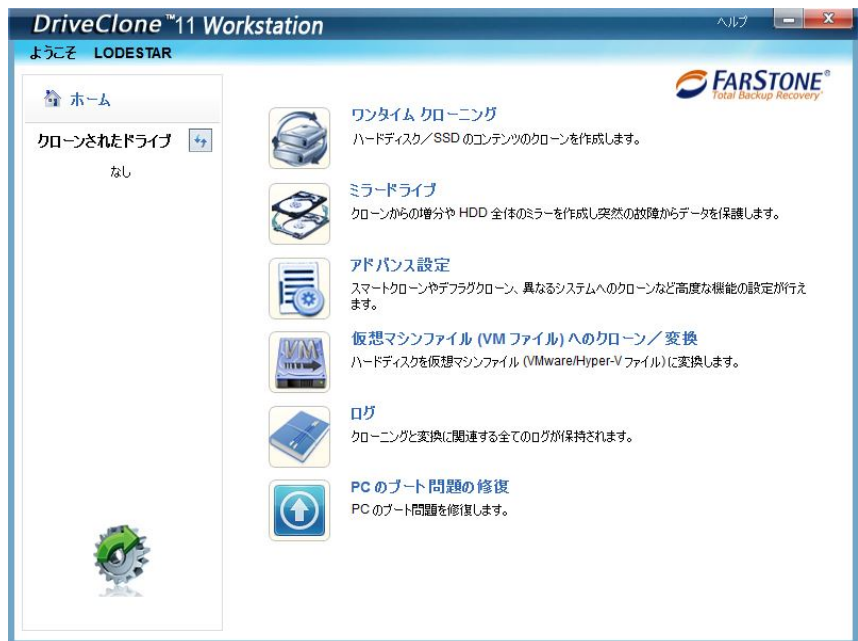 DriveClone™11 Workstation
ヘルプ
ようこそ LODESTAR
FARSTONE®
Total Backup Recovery
ホーム
クローンされたドライブ
なし
ワンタイム クローニング
ハードディスク／SSD のコンテンツのクローンを作成します。
ミラードライブ
クローンからの増分や HDD 全体のミラーを作成し突然の故障からデータを保護します。
アドバンス設定
スマートクローンやデフラグクローン、異なるシステムへのクローンなど高度な機能の設定が行え
ます。
仮想マシンファイル (VM ファイル) へのクローン／変換
ハードディスクを仮想マシンファイル (VMware/Hyper-V ファイル)に変換します。
VM
ログ
クローニングと変換に関連する全てのログが保持されます。
PC のブート問題の修復
PC のブート問題を修復します。